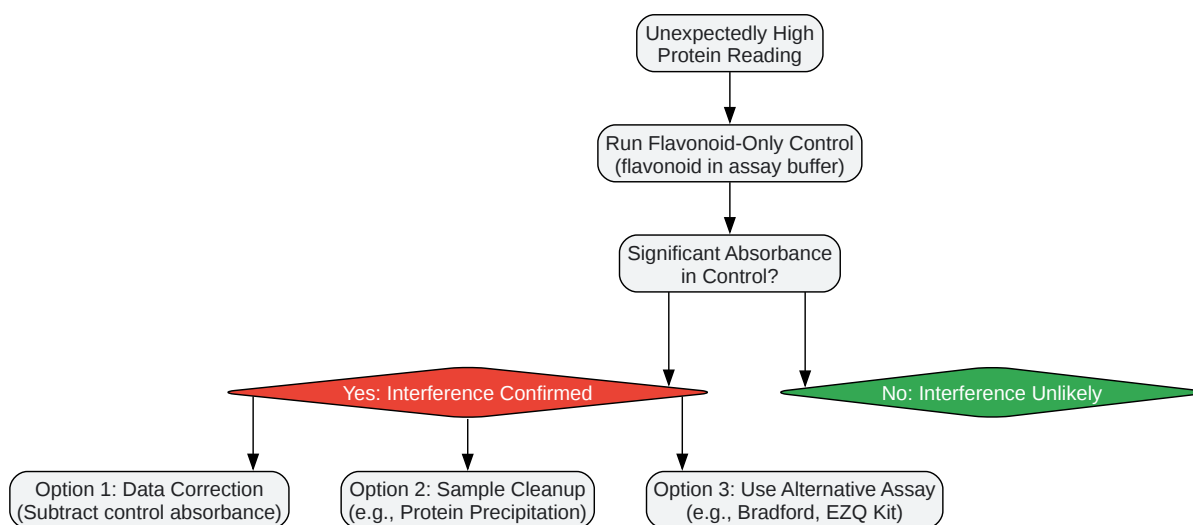 Unexpectedly High
Protein Reading
Run Flavonoid-Only Control
(flavonoid in assay buffer)
Significant Absorbance
in Control?
Yes: Interference Confirmed
No: Interference Unlikely
Option 1: Data Correction
(Subtract control absorbance)
Option 2: Sample Cleanup
(e.g., Protein Precipitation)
Option 3: Use Alternative Assay
(e.g., Bradford, EZQ Kit)